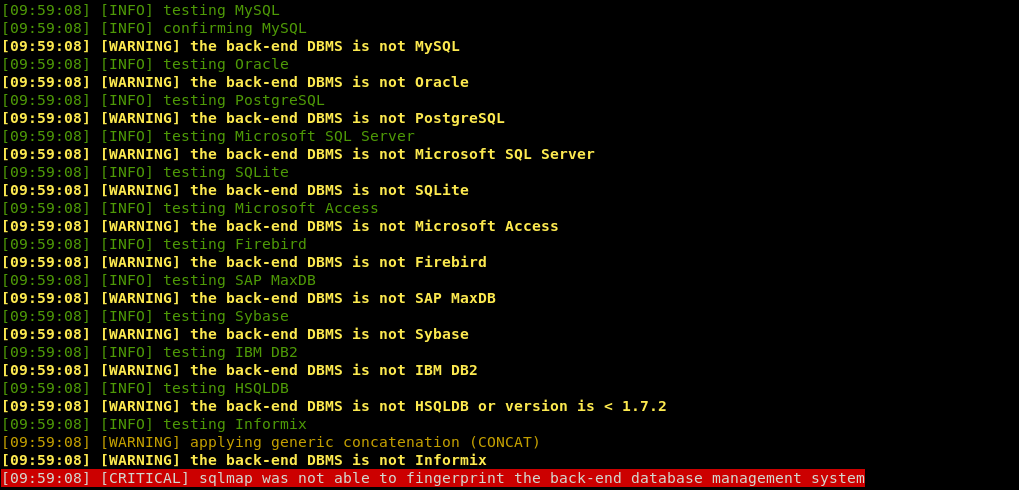 [09:59:08] [INFO] testing MySQL
[09:59:08] [INFO] confirming MySQL
[09:59:08] [WARNING] the back-end DBMS is not MySQL
[09:59:08] [INFO] testing Oracle
[09:59:08] [WARNING] the back-end DBMS is not Oracle
[09:59:08] [INFO] testing PostgreSQL
[09:59:08] [WARNING] the back-end DBMS is not PostgreSQL
[09:59:08] [INFO] testing Microsoft SQL Server
[09:59:08] [WARNING] the back-end DBMS is not Microsoft SQL Server
[09:59:08] [INFO] testing SQLite
[09:59:08] [WARNING] the back-end DBMS is not SQLite
[09:59:08] [INFO] testing Microsoft Access
[09:59:08] [WARNING] the back-end DBMS is not Microsoft Access
[09:59:08] [INFO] testing Firebird
[09:59:08] [WARNING] the back-end DBMS is not Firebird
[09:59:08] [INFO] testing SAP MaxDB
[09:59:08] [WARNING] the back-end DBMS is not SAP MaxDB
[09:59:08] [INFO] testing Sybase
[09:59:08] [WARNING] the back-end DBMS is not Sybase
[09:59:08] [INFO] testing IBM DB2
[09:59:08] [WARNING] the back-end DBMS is not IBM DB2
[09:59:08] [INFO] testing HSQLDB
[09:59:08] [WARNING] the back-end DBMS is not HSQLDB or version is < 1.7.2
[09:59:08] [INFO] testing Informix
[09:59:08] [WARNING] applying generic concatenation (CONCAT)
[09:59:08] [WARNING] the back-end DBMS is not Informix
[09:59:08] [CRITICAL] sqlmap was not able to fingerprint the back-end database management system